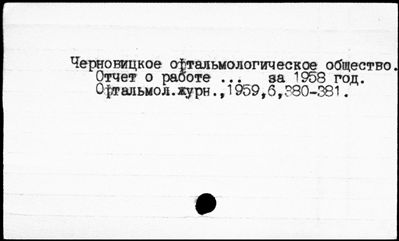 Черновицкое офтальмологическое общество.
Отчет о работе ... за 1958 год.
Офтальмол.журн.,1959,6,380-381.